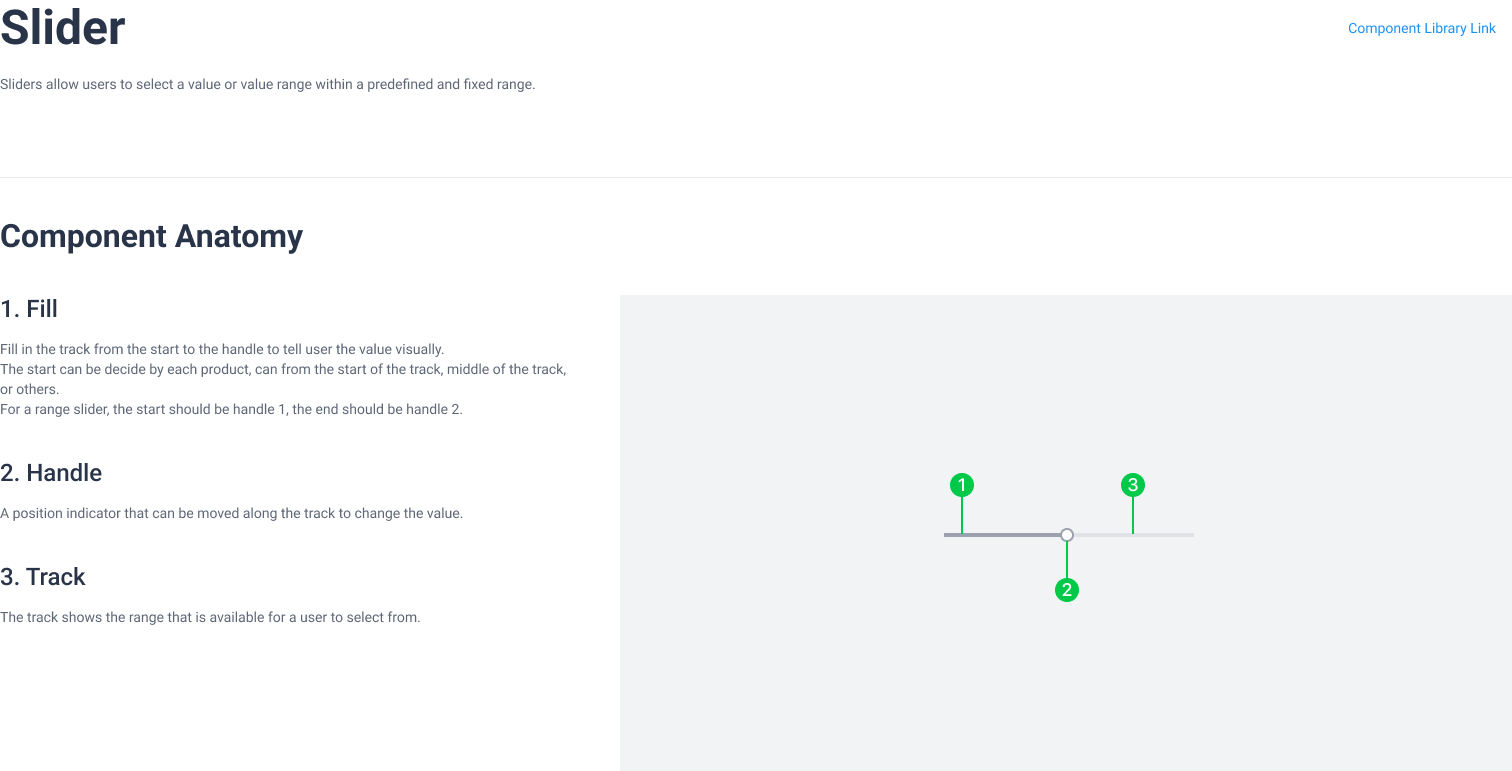 Slider
Component Library Link
Sliders allow users to select a value or value range within a predefined and fixed range.
Component Anatomy
1. Fill
Fill in the track from the start to the handle to tell user the value visually.
The start can be decide by each product, can from the start of the track, middle of the track,
or others.
For a range slider, the start should be handle 1, the end should be handle 2.
2. Handle
A position indicator that can be moved along the track to change the value.
3. Track
The track shows the range that is available for a user to select from.
1
3
2